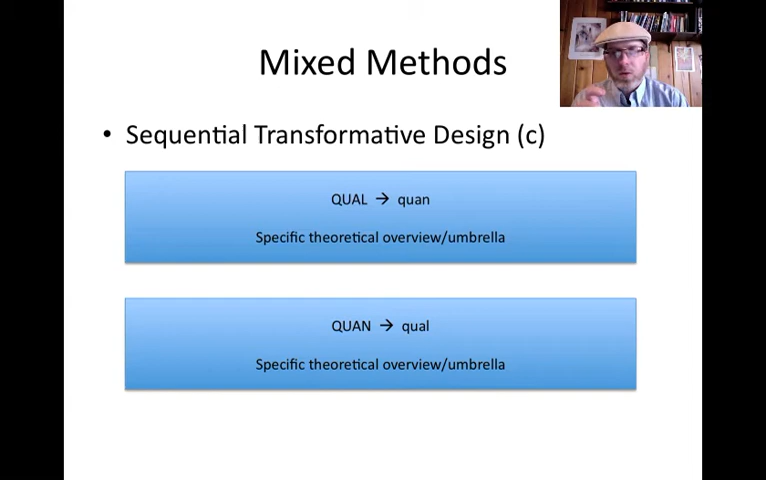 Mixed Methods
• Sequential Transformative Design (c)
QUAL → quan
Specific theoretical overview/umbrella
QUAN → qual
Specific theoretical overview/umbrella